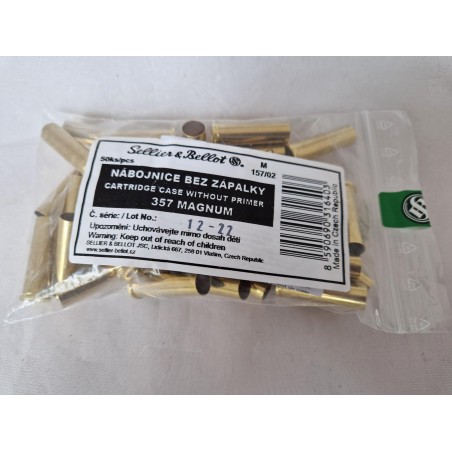 50ks/pcs
Sellier & Bellot
M
157/02
NÁBOJNICE BEZ ZÁPALKY
CARTRIDGE CASE WITHOUT PRIMER
357 MAGNUM
Č. série: / Lot No.: 12-22
Upozornění: Uchovávejte mimo dosah dětí
Warning: Keep out of reach of children
SELLIER & BELLOT JSC, Lidická 667, 258 01 Vlašim, Czech Republic
www.sellier-bellot.cz
Made in Czech Republic